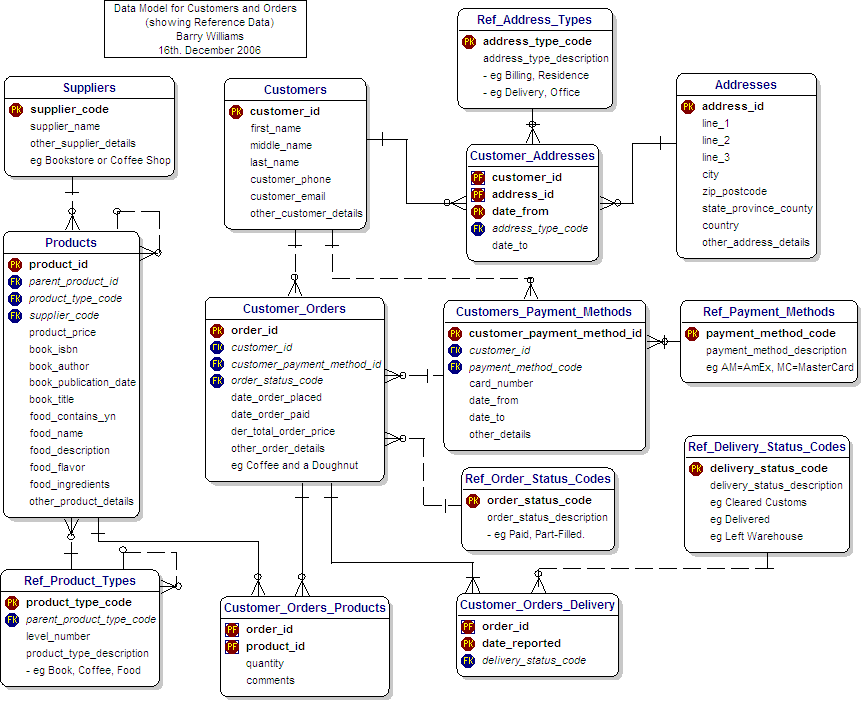 Data Model for Customers and Orders
(showing Reference Data)
Barry Williams
16th. December 2006
Ref_Address_Types
PK address_type_code
address_type_description
- eg Billing, Residence
- eg Delivery, Office
Suppliers
PK supplier_code
supplier_name
other_supplier_details
eg Bookstore or Coffee Shop
Customers
PK customer_id
first_name
middle_name
last_name
customer_phone
customer_email
other_customer_details
Addresses
PK address_id
line_1
line_2
line_3
city
zip_postcode
state_province_county
country
other_address_details
Customer_Addresses
PF customer_id
PF address_id
PK date_from
FK address_type_code
date_to
Products
PK product_id
FK parent_product_id
FK product_type_code
FK supplier_code
product_price
book_isbn
book_author
book_publication_date
book_title
food_contains_yn
food_name
food_description
food_flavor
food_ingredients
other_product_details
Customer_Orders
PK order_id
FK customer_id
FK customer_payment_method_id
FK order_status_code
date_order_placed
date_order_paid
der_total_order_price
other_order_details
eg Coffee and a Doughnut
Customers_Payment_Methods
PK customer_payment_method_id
FK customer_id
FK payment_method_code
card_number
date_from
date_to
other_details
Ref_Payment_Methods
PK payment_method_code
payment_method_description
eg AM=AmEx, MC=MasterCard
Ref_Delivery_Status_Codes
PK delivery_status_code
delivery_status_description
eg Cleared Customs
eg Delivered
eg Left Warehouse
Ref_Order_Status_Codes
PK order_status_code
order_status_description
- eg Paid, Part-Filled.
Ref_Product_Types
PK product_type_code
FK parent_product_type_code
level_number
product_type_description
- eg Book, Coffee, Food
Customer_Orders_Products
PF order_id
PF product_id
quantity
comments
Customer_Orders_Delivery
PF order_id
PK date_reported
FK delivery_status_code